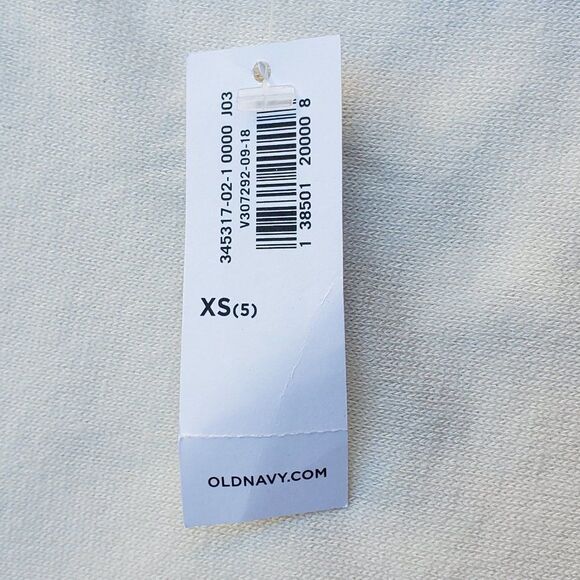 345317-02-1 0000 J03
V307292-09-18
1 38501 20000 8
XS(5)
OLDNAVY.COM